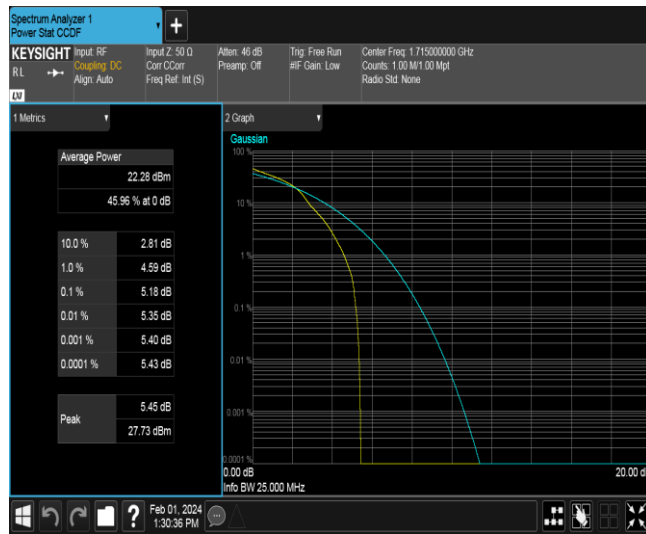 Spectrum Analyzer 1
Power Stat CCDF
+
KEYSIGHT
RL
LXI
Input: RF
Coupling: DC
Align: Auto
Input Z: 50 Ω
Corr CCorr
Freq Ref: Int (S)
Atten: 46 dB
Preamp: Off
Trig: Free Run
#IF Gain: Low
Center Freq: 1.715000000 GHz
Counts: 1.00 M/1.00 Mpt
Radio Std: None
1 Metrics
Average Power
22.28 dBm
45.96 % at 0 dB
10.0 % 2.81 dB
1.0 % 4.59 dB
0.1 % 5.18 dB
0.01 % 5.35 dB
0.001 % 5.40 dB
0.0001 % 5.43 dB
Peak
5.45 dB
27.73 dBm
2 Graph
Gaussian
100 %
10 %
1 %
0.1 %
0.01 %
0.001 %
0.0001 %
0.00 dB
20.00 d
Info BW 25.000 MHz
?
Feb 01, 2024
1:30:36 PM